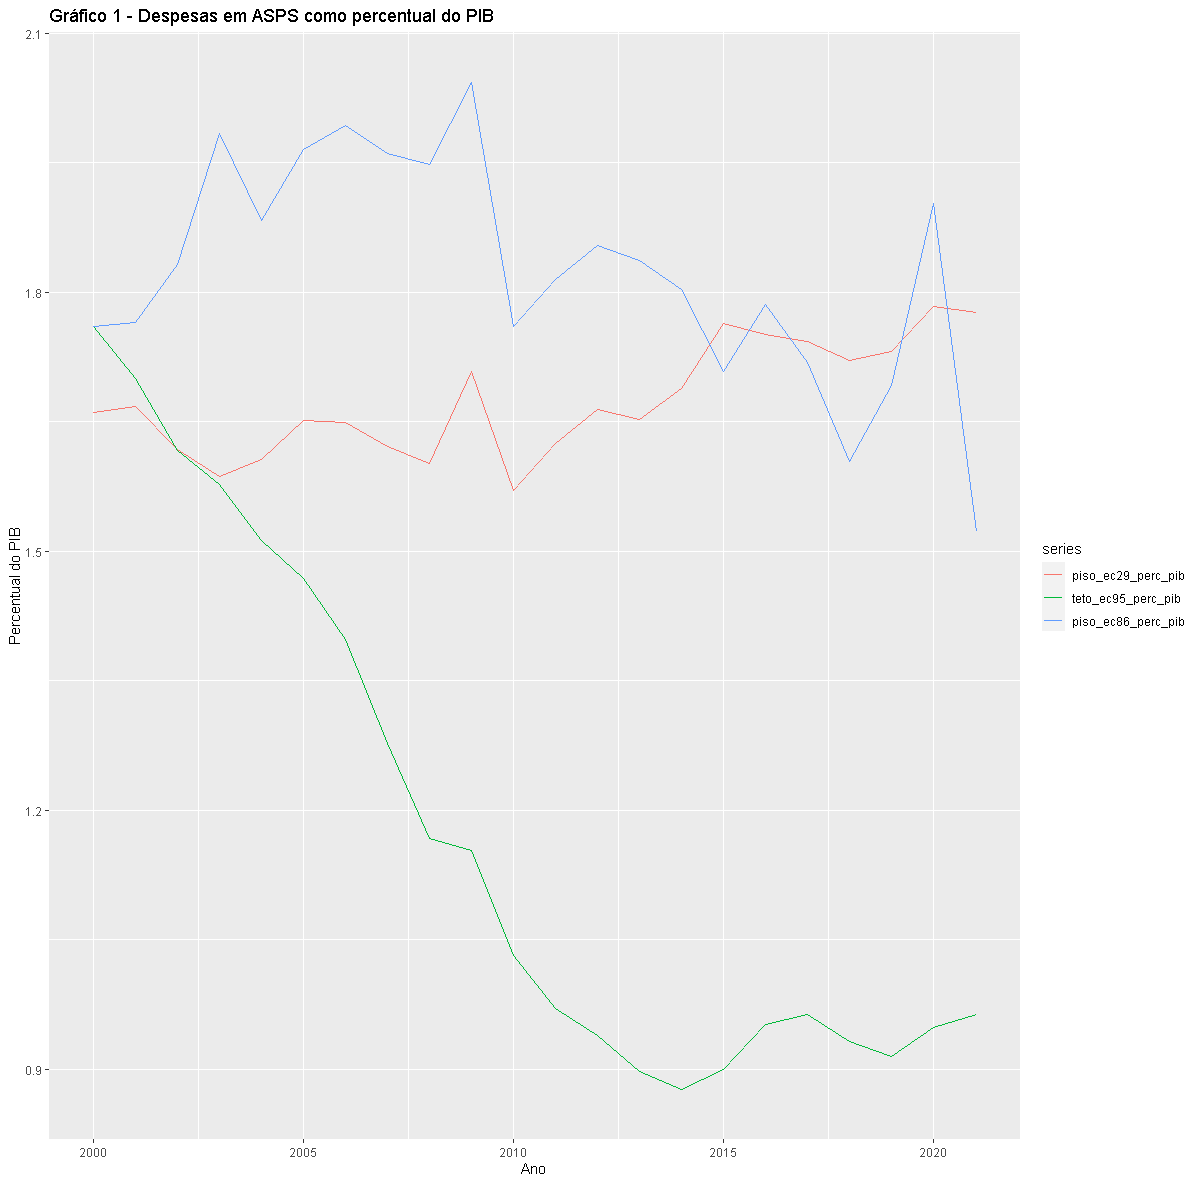 Gráfico 1 - Despesas em ASPS como percentual do PIB
2.1
1.8
1.5
1.2
0.9
Percentual do PIB
2000
2005
2010
2015
2020
Ano
series
piso_ec29_perc_pib
teto_ec95_perc_pib
piso_ec86_perc_pib